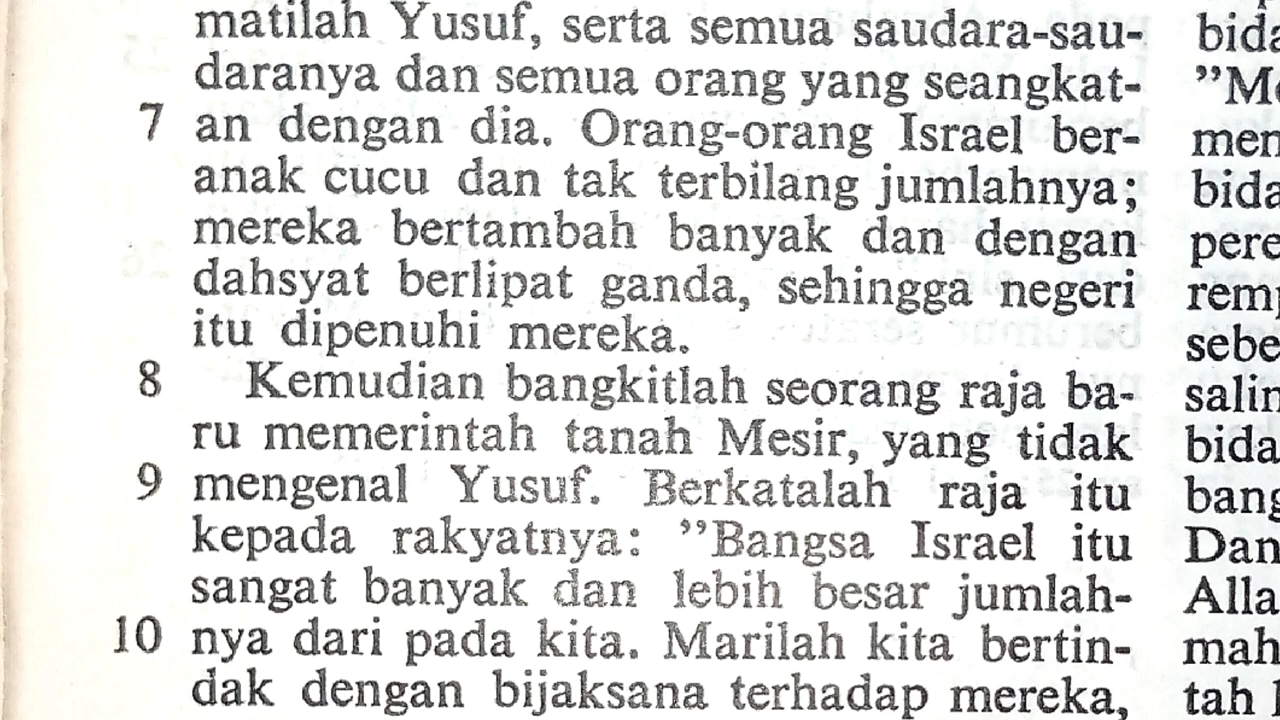 matilah Yusuf, serta semua saudara-sau-
daranya dan semua orang yang seangkat-
7 an dengan dia. Orang-orang Israel ber-
anak cucu dan tak terbilang jumlahnya;
mereka bertambah banyak dan dengan
dahsyat berlipat ganda, sehingga negeri
itu dipenuhi mereka.
8 Kemudian bangkitlah seorang raja ba-
ru memerintah tanah Mesir, yang tidak
9 mengenal Yusuf. Berkatalah raja itu
kepada rakyatnya: ”Bangsa Israel itu
sangat banyak dan lebih besar jumlah-
10 nya dari pada kita. Marilah kita bertin-
dak dengan bijaksana terhadap mereka,